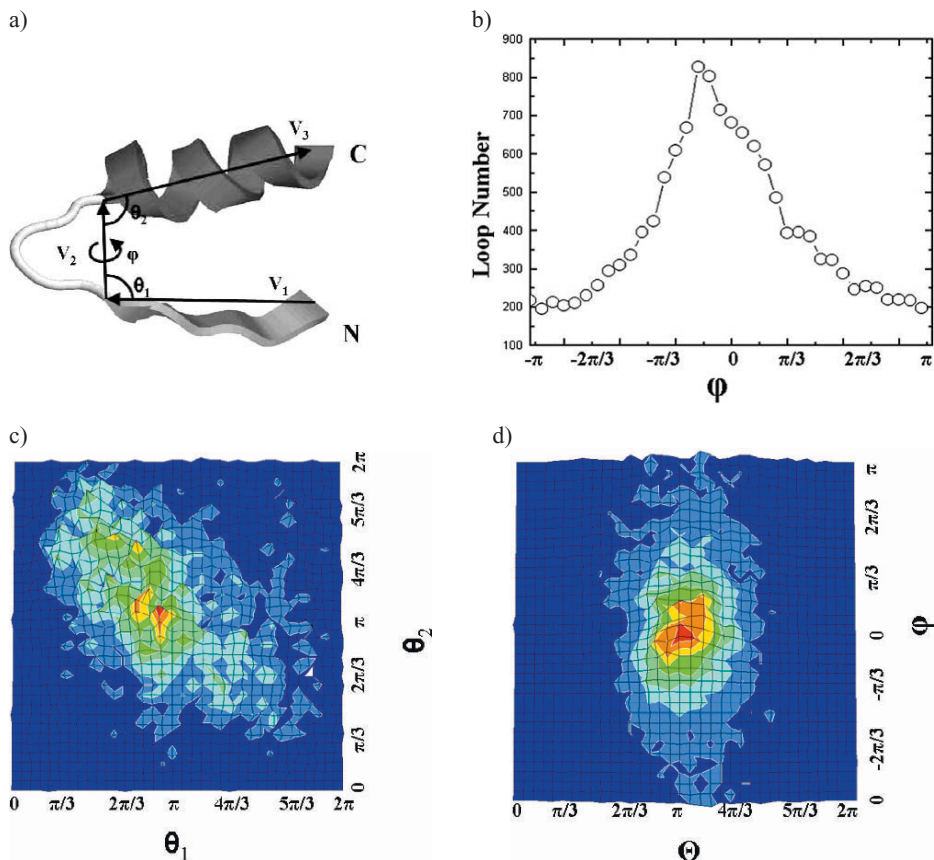 a)
V₃
C
θ₂
V₂
φ
θ₁
V₁
N
b)
900
800
700
600
500
400
300
200
100
Loop Number
-π -2π/3 -π/3 0 π/3 2π/3 π
φ
c)
2π
5π/3
4π/3
π
2π/3
π/3
0
θ₂
0 π/3 2π/3 π 4π/3 5π/3 2π
θ₁
d)
π
2π/3
π/3
0
-π/3
-2π/3
0
φ
0 π/3 2π/3 π 4π/3 5π/3 2π
Θ